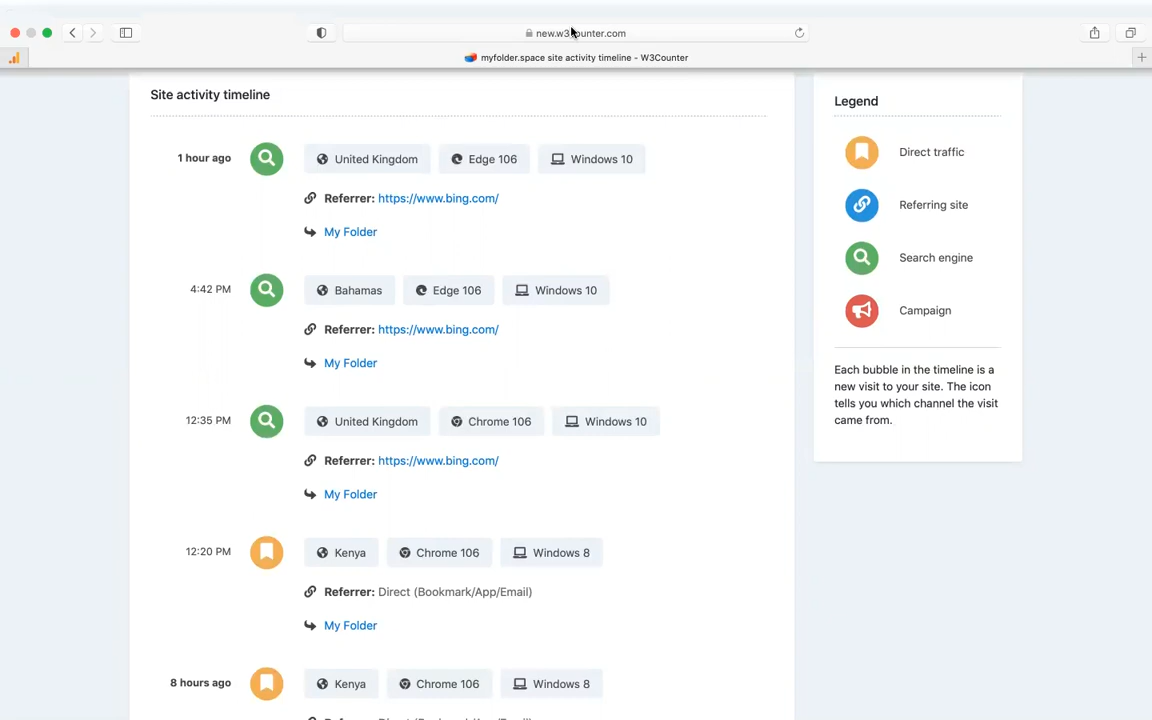 new.w3counter.com
myfolder.space site activity timeline - W3Counter
Site activity timeline
1 hour ago
United Kingdom
Edge 106
Windows 10
Referrer: https://www.bing.com/
My Folder
4:42 PM
Bahamas
Edge 106
Windows 10
Referrer: https://www.bing.com/
My Folder
12:35 PM
United Kingdom
Chrome 106
Windows 10
Referrer: https://www.bing.com/
My Folder
12:20 PM
Kenya
Chrome 106
Windows 8
Referrer: Direct (Bookmark/App/Email)
My Folder
8 hours ago
Kenya
Chrome 106
Windows 8
Legend
Direct traffic
Referring site
Search engine
Campaign
Each bubble in the timeline is a
new visit to your site. The icon
tells you which channel the visit
came from.